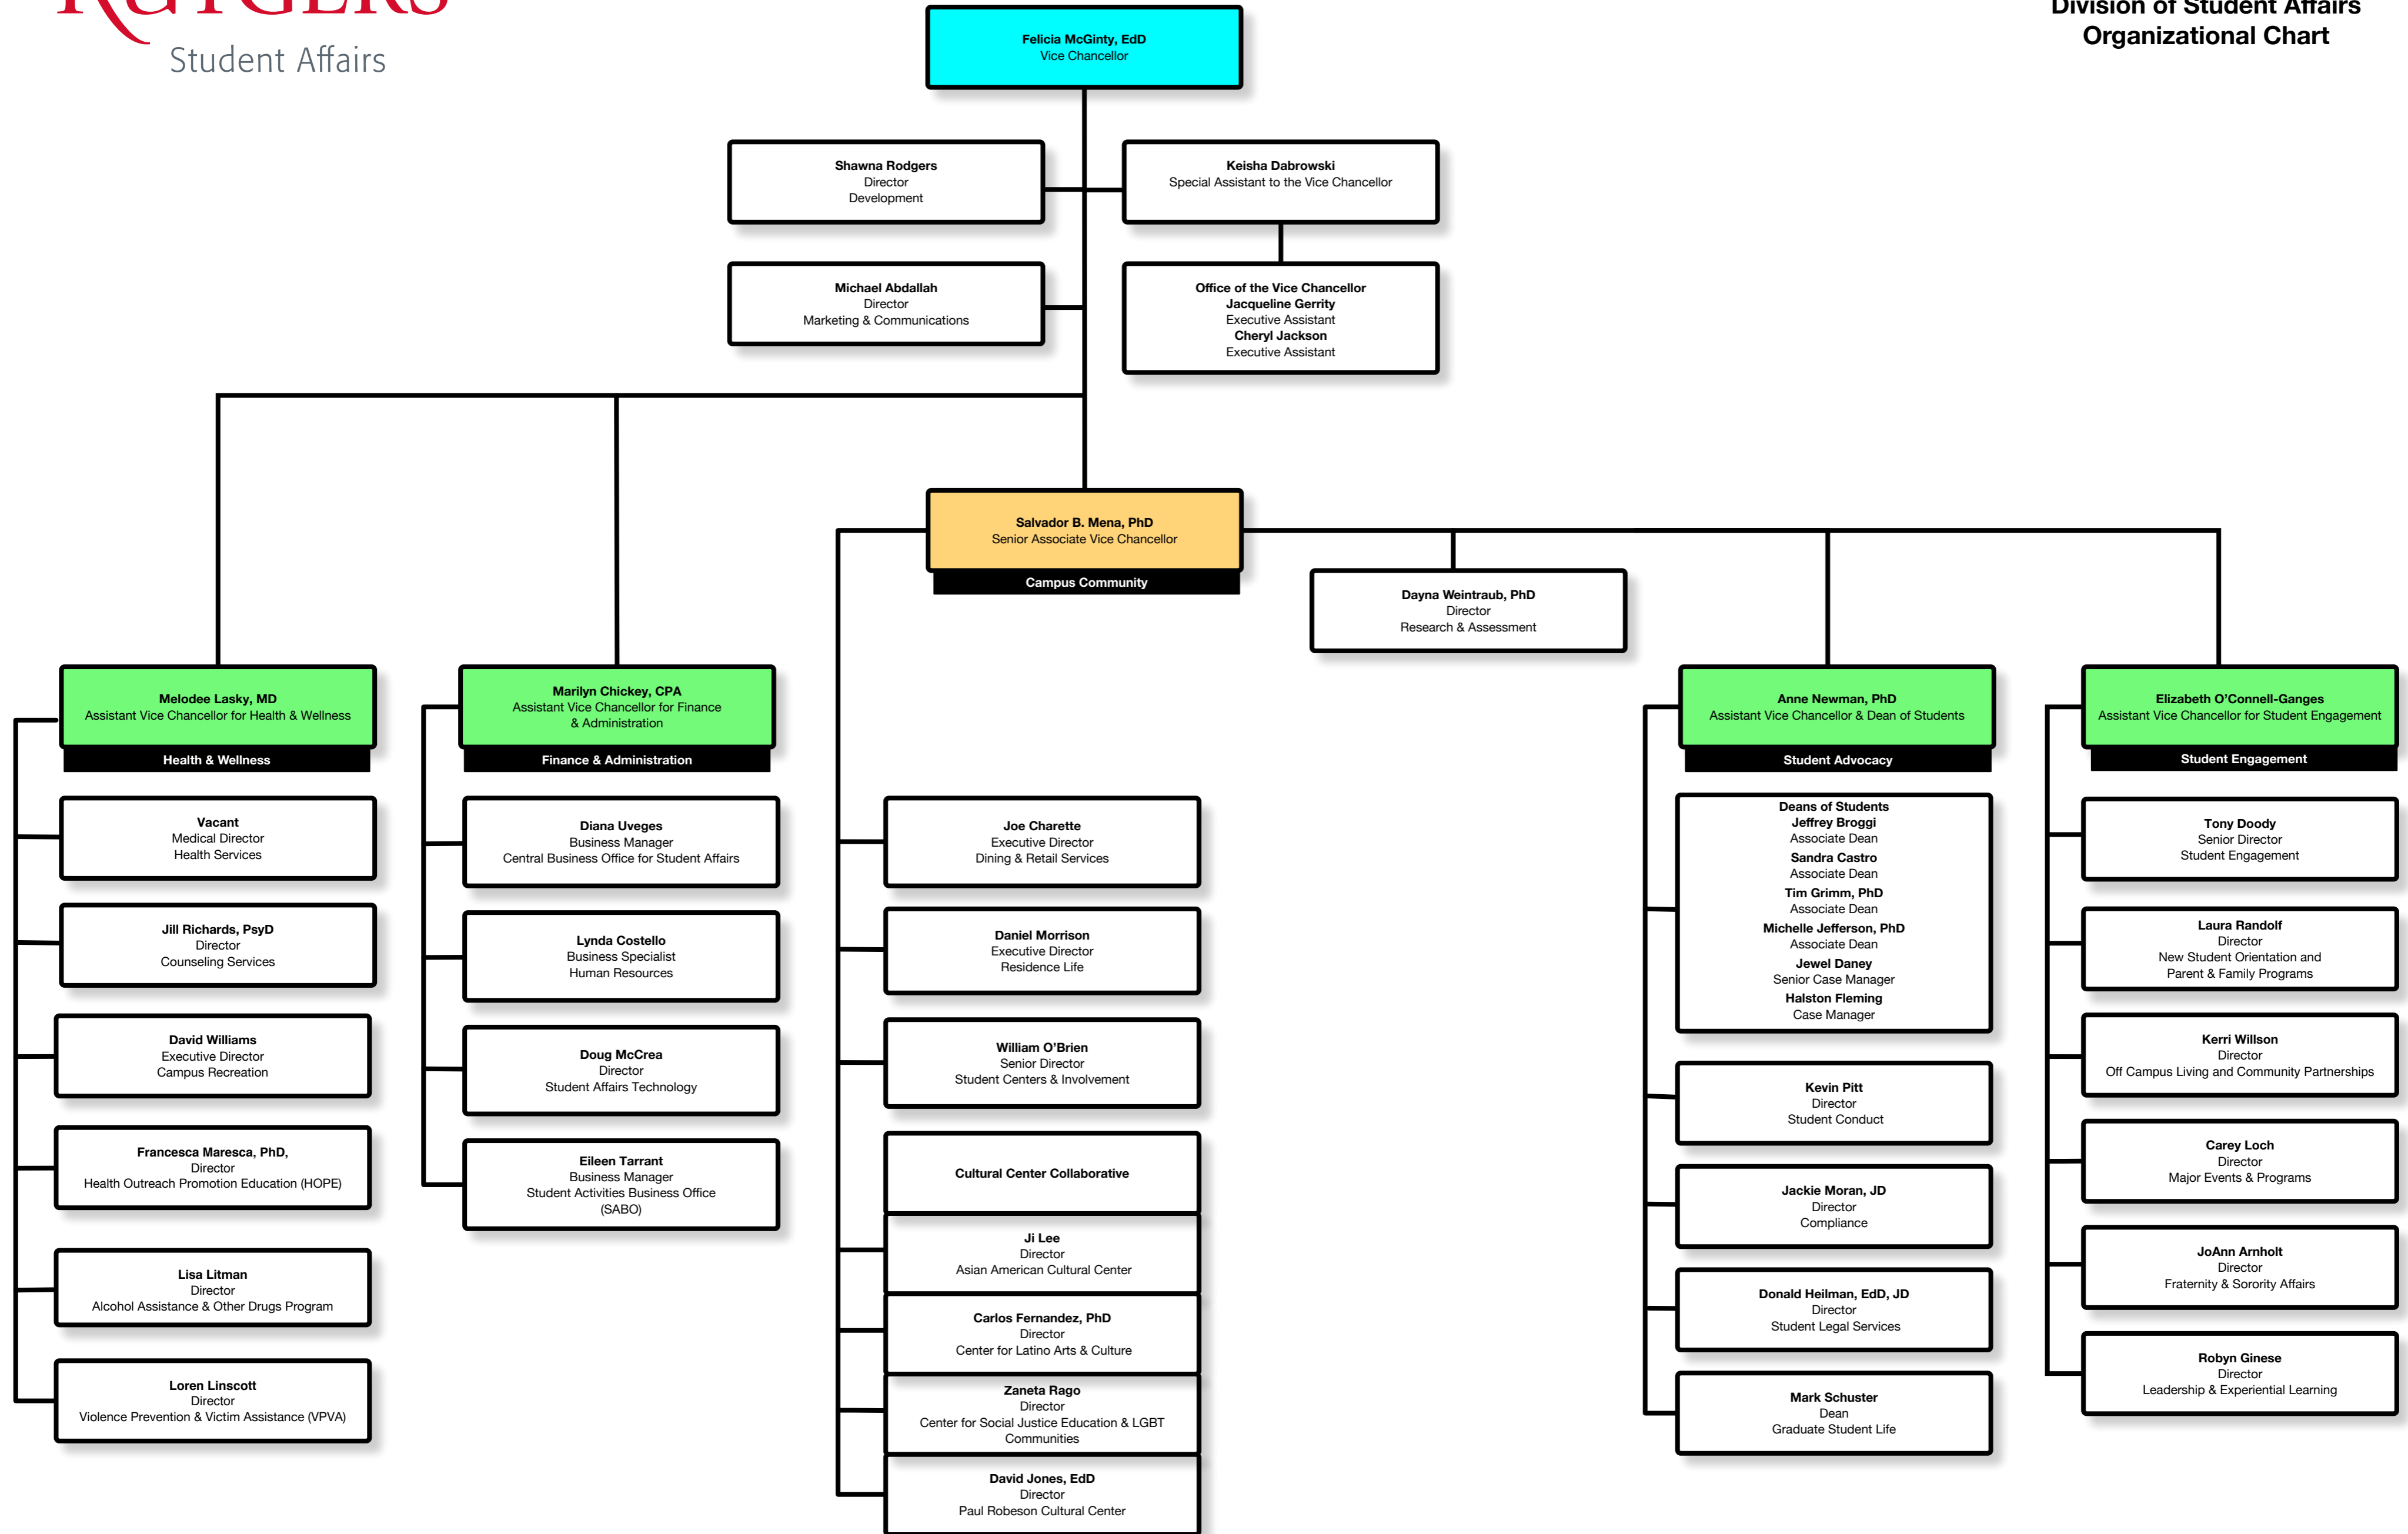 RUTGERS
Student Affairs
Division of Student Affairs
Organizational Chart
Felicia McGinty, EdD
Vice Chancellor
Shawna Rodgers
Director
Development
Keisha Dabrowski
Special Assistant to the Vice Chancellor
Michael Abdallah
Director
Marketing & Communications
Office of the Vice Chancellor
Jacqueline Gerrity
Executive Assistant
Cheryl Jackson
Executive Assistant
Salvador B. Mena, PhD
Senior Associate Vice Chancellor
Campus Community
Dayna Weintraub, PhD
Director
Research & Assessment
Melodee Lasky, MD
Assistant Vice Chancellor for Health & Wellness
Health & Wellness
Vacant
Medical Director
Health Services
Jill Richards, PsyD
Director
Counseling Services
David Williams
Executive Director
Campus Recreation
Francesca Maresca, PhD,
Director
Health Outreach Promotion Education (HOPE)
Lisa Litman
Director
Alcohol Assistance & Other Drugs Program
Loren Linscott
Director
Violence Prevention & Victim Assistance (VPVA)
Marilyn Chickey, CPA
Assistant Vice Chancellor for Finance
& Administration
Finance & Administration
Diana Uveges
Business Manager
Central Business Office for Student Affairs
Lynda Costello
Business Specialist
Human Resources
Doug McCrea
Director
Student Affairs Technology
Eileen Tarrant
Business Manager
Student Activities Business Office
(SABO)
Joe Charette
Executive Director
Dining & Retail Services
Daniel Morrison
Executive Director
Residence Life
William O'Brien
Senior Director
Student Centers & Involvement
Cultural Center Collaborative
Ji Lee
Director
Asian American Cultural Center
Carlos Fernandez, PhD
Director
Center for Latino Arts & Culture
Zaneta Rago
Director
Center for Social Justice Education & LGBT
Communities
David Jones, EdD
Director
Paul Robeson Cultural Center
Anne Newman, PhD
Assistant Vice Chancellor & Dean of Students
Student Advocacy
Deans of Students
Jeffrey Broggi
Associate Dean
Sandra Castro
Associate Dean
Tim Grimm, PhD
Associate Dean
Michelle Jefferson, PhD
Associate Dean
Jewel Daney
Senior Case Manager
Halston Fleming
Case Manager
Kevin Pitt
Director
Student Conduct
Jackie Moran, JD
Director
Compliance
Donald Heilman, EdD, JD
Director
Student Legal Services
Mark Schuster
Dean
Graduate Student Life
Elizabeth O'Connell-Ganges
Assistant Vice Chancellor for Student Engagement
Student Engagement
Tony Doody
Senior Director
Student Engagement
Laura Randolf
Director
New Student Orientation and
Parent & Family Programs
Kerri Willson
Director
Off Campus Living and Community Partnerships
Carey Loch
Director
Major Events & Programs
JoAnn Arnholt
Director
Fraternity & Sorority Affairs
Robyn Ginese
Director
Leadership & Experiential Learning